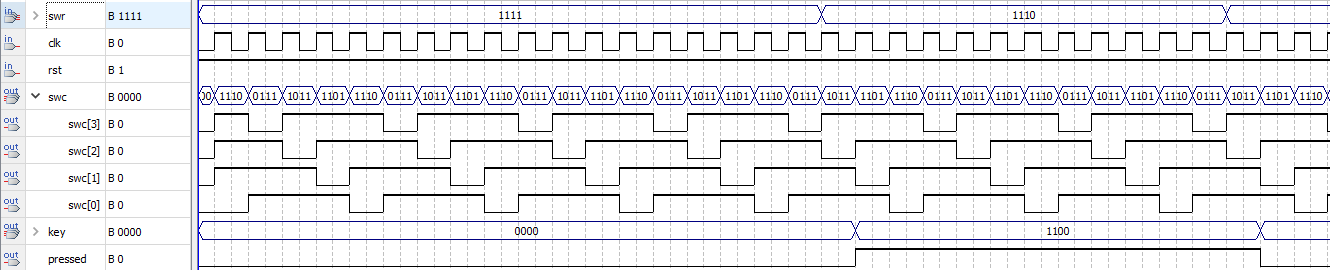 in swr B 1111 1111 1110
in clk B 0
in rst B 1
out swc B 0000 00 1110 0111 1011 1101 1110 0111 1011 1101 1110 0111 1011 1101 1110 0111 1011 1101 1110 0111 1011 1101 1110 0111 1011 1101 1110 0111 1011 1101 1110 0111 1011 1101 1110
out swc[3] B 0
out swc[2] B 0
out swc[1] B 0
out swc[0] B 0
out key B 0000 0000 1100
out pressed B 0